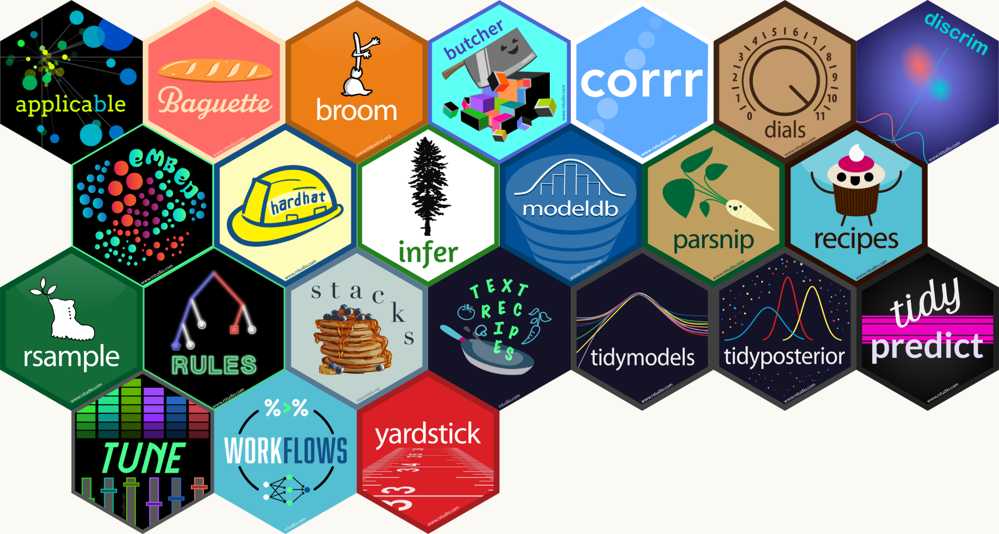 applicable
Baguette
www.rstudio.com
broom
www.tidyverse.org
butcher
www.rstudio.com
corrr
www.rstudio.com
0 1 2 3 4 5 6 7 8 9 10 11
dials
www.rstudio.com
discrim
www.rstudio.com
embed
www.rstudio.com
hardhat
www.rstudio.com
infer
modeldb
www.rstudio.com
parsnip
www.rstudio.com
recipes
www.rstudio.com
rsample
www.rstudio.com
RULES
www.rstudio.com
stacks
tidymodels.org
TEXT
REC
IP
ES
rstudio.com
tidymodels
www.rstudio.com
tidyposterior
www.rstudio.com
tidy
predict
www.rstudio.com
TUNE
rstudio.com
%>%
WORKFLOWS
rstudio.com
yardstick
35
34
33
www.rstudio.com